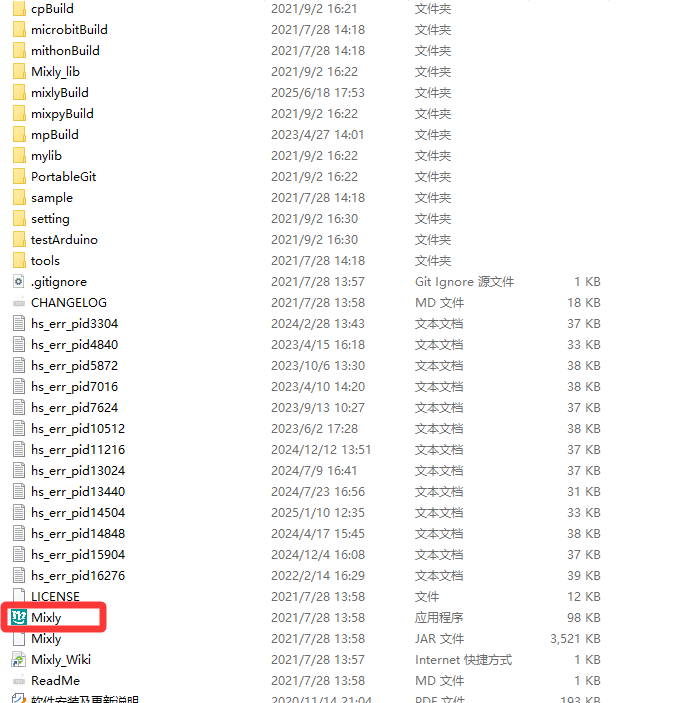 cpBuild 2021/9/2 16:21 文件夹
microbitBuild 2021/7/28 14:18 文件夹
mithonBuild 2021/7/28 14:18 文件夹
Mixly_lib 2021/9/2 16:22 文件夹
mixlyBuild 2025/6/18 17:53 文件夹
mixpyBuild 2021/9/2 16:22 文件夹
mpBuild 2023/4/27 14:01 文件夹
mylib 2021/9/2 16:22 文件夹
PortableGit 2021/9/2 16:22 文件夹
sample 2021/7/28 14:18 文件夹
setting 2021/9/2 16:30 文件夹
testArduino 2021/9/2 16:30 文件夹
tools 2021/7/28 14:18 文件夹
.gitignore 2021/7/28 13:57 Git Ignore 源文件 1 KB
CHANGELOG 2021/7/28 13:58 MD 文件 18 KB
hs_err_pid3304 2024/2/28 13:43 文本文档 37 KB
hs_err_pid4840 2023/4/15 16:18 文本文档 33 KB
hs_err_pid5872 2023/10/6 13:30 文本文档 38 KB
hs_err_pid7016 2023/4/10 14:20 文本文档 38 KB
hs_err_pid7624 2023/9/13 10:27 文本文档 37 KB
hs_err_pid10512 2023/6/2 17:28 文本文档 38 KB
hs_err_pid11216 2024/12/12 13:51 文本文档 37 KB
hs_err_pid13024 2024/7/9 16:41 文本文档 37 KB
hs_err_pid13440 2024/7/23 16:56 文本文档 31 KB
hs_err_pid14504 2025/1/10 12:35 文本文档 33 KB
hs_err_pid14848 2024/4/17 15:45 文本文档 38 KB
hs_err_pid15904 2024/12/4 16:08 文本文档 37 KB
hs_err_pid16276 2022/2/14 16:29 文本文档 39 KB
LICENSE 2021/7/28 13:58 文件 12 KB
Mixly 2021/7/28 13:58 应用程序 98 KB
Mixly 2021/7/28 13:58 JAR 文件 3,521 KB
Mixly_Wiki 2021/7/28 13:57 Internet 快捷方式 1 KB
ReadMe 2021/7/28 13:58 MD 文件 1 KB
软件安装及更新说明 2020/11/14 21:04 PDF 文件 193 KB